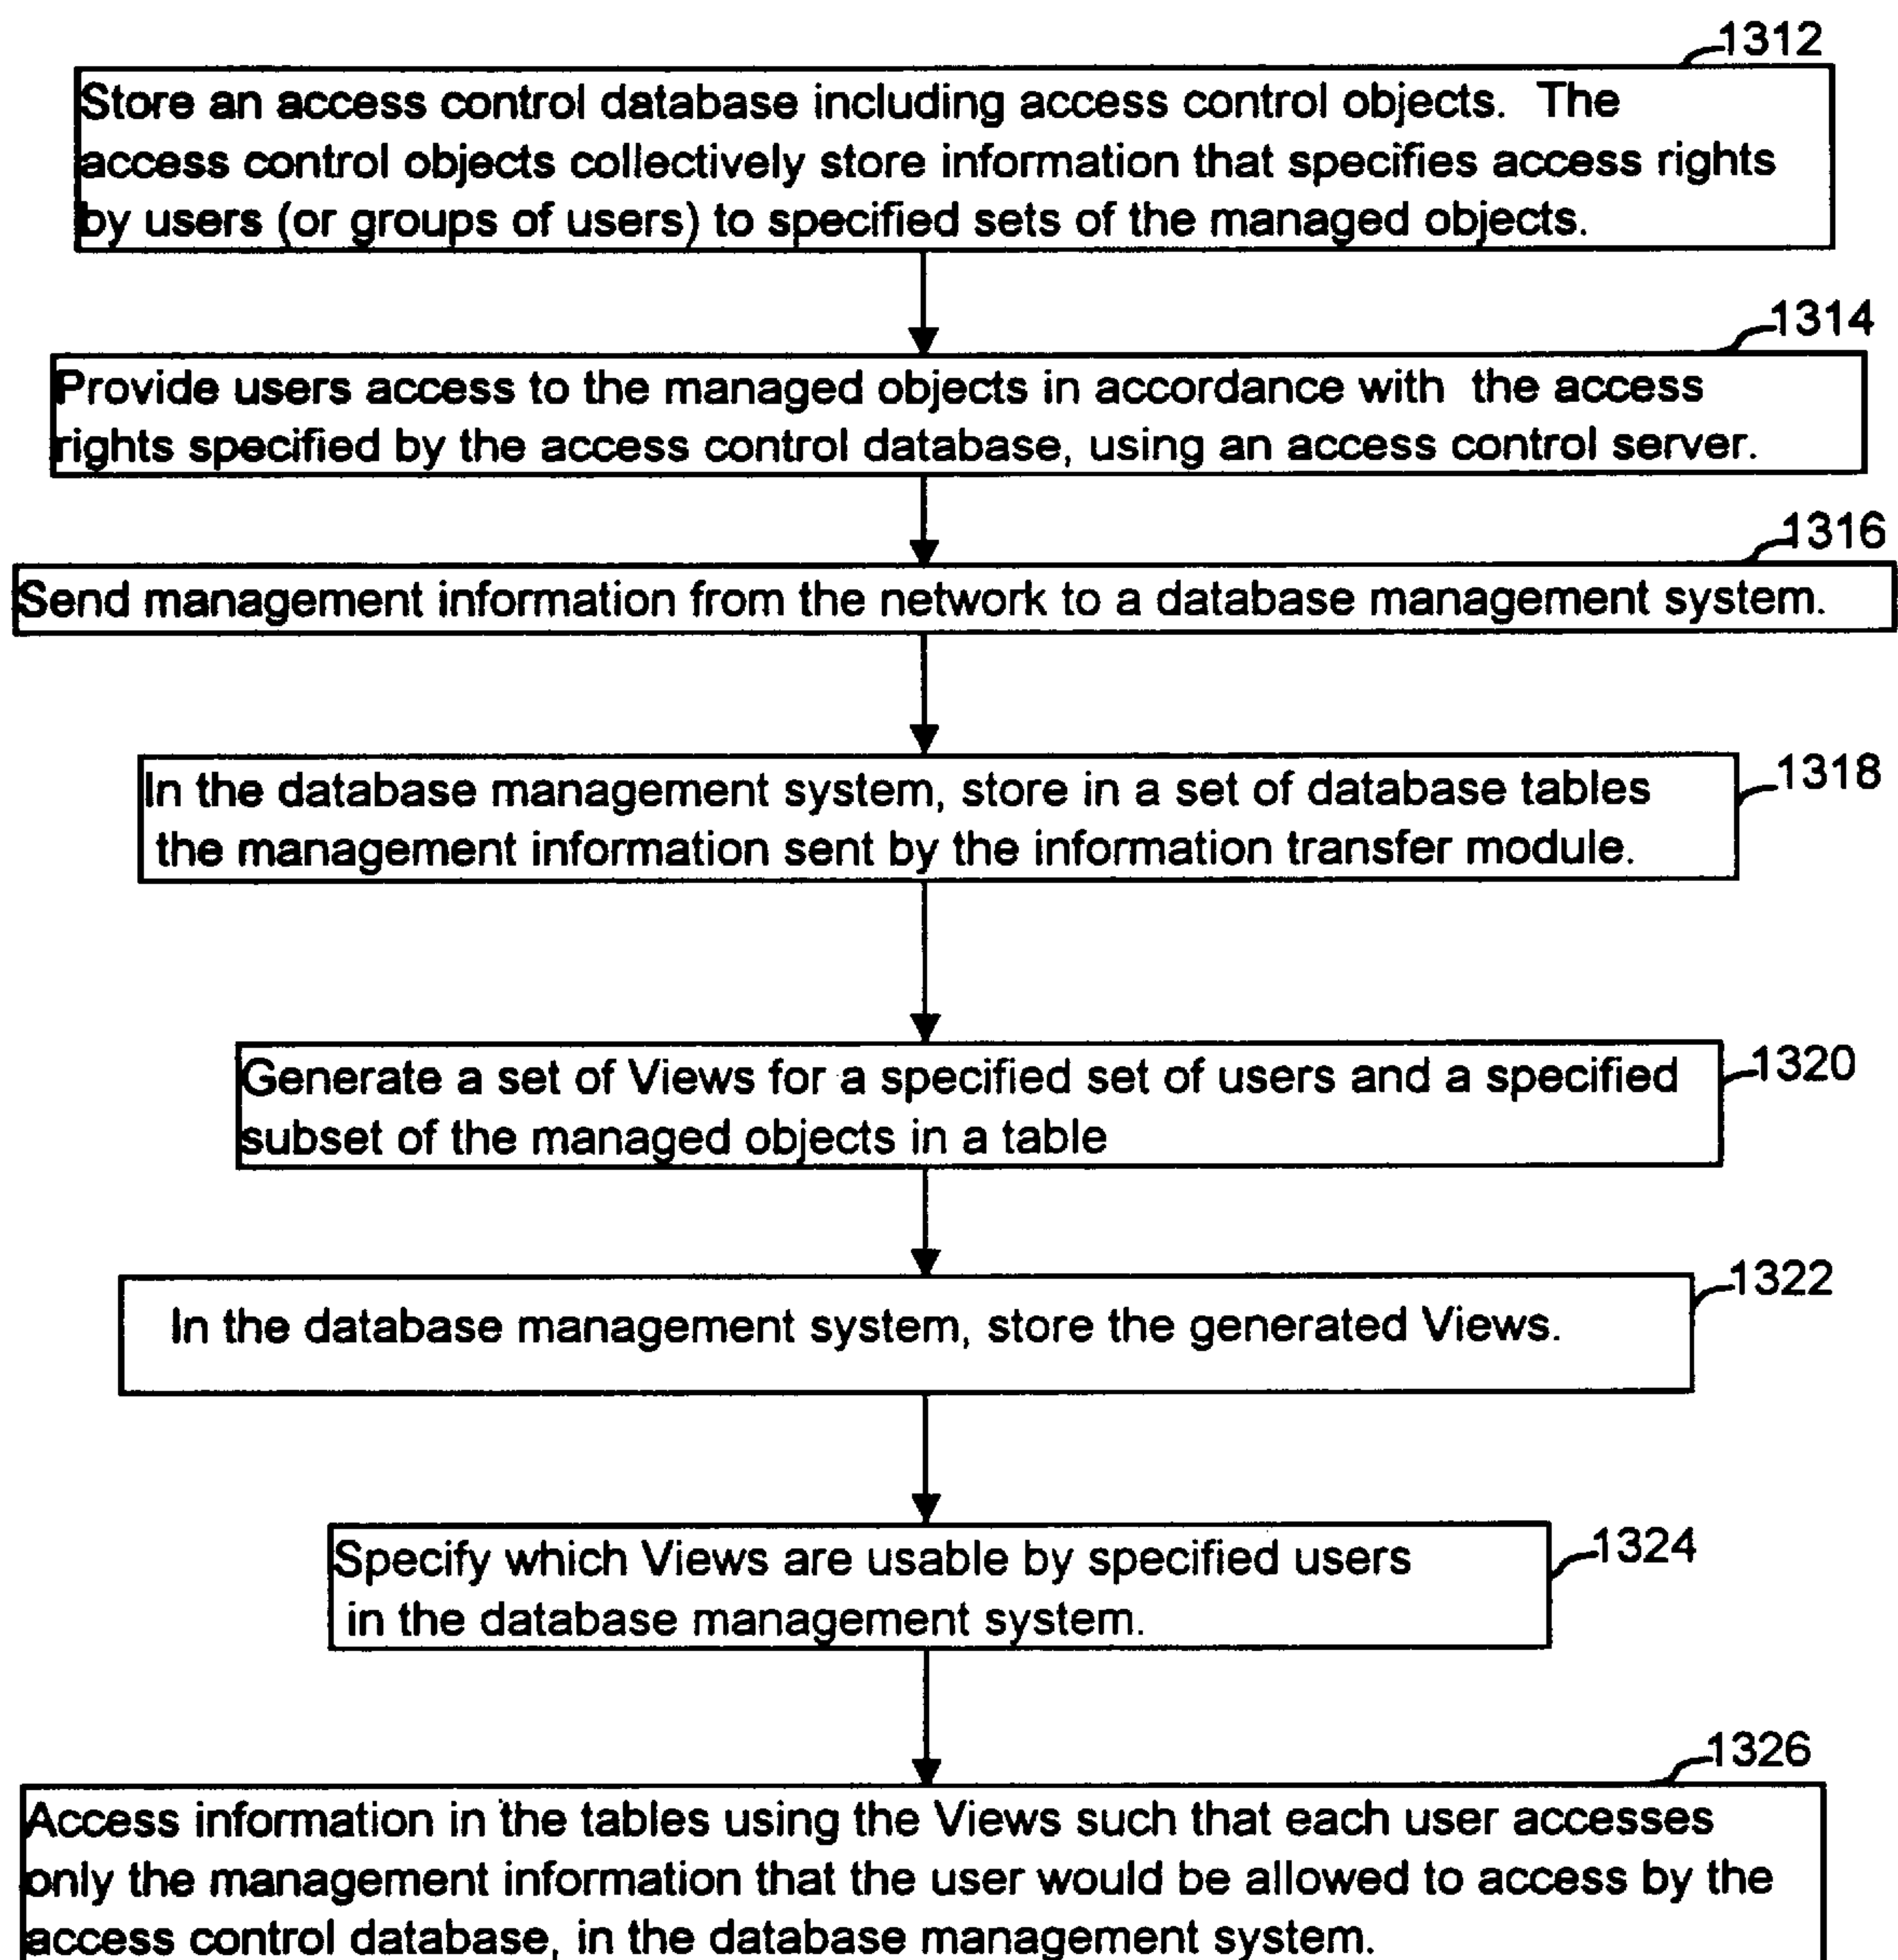 1312
Store an access control database including access control objects. The
access control objects collectively store information that specifies access rights
by users (or groups of users) to specified sets of the managed objects.
1314
Provide users access to the managed objects in accordance with the access
rights specified by the access control database, using an access control server.
1316
Send management information from the network to a database management system.
1318
In the database management system, store in a set of database tables
the management information sent by the information transfer module.
1320
Generate a set of Views for a specified set of users and a specified
subset of the managed objects in a table
1322
In the database management system, store the generated Views.
1324
Specify which Views are usable by specified users
in the database management system.
1326
Access information in the tables using the Views such that each user accesses
only the management information that the user would be allowed to access by the
access control database, in the database management system.